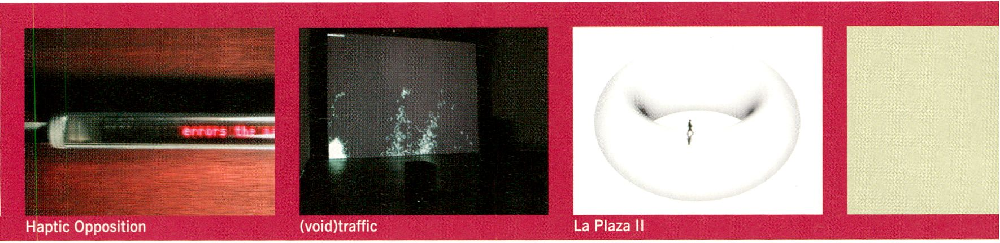 errors the
Haptic Opposition
(void)traffic
La Plaza II